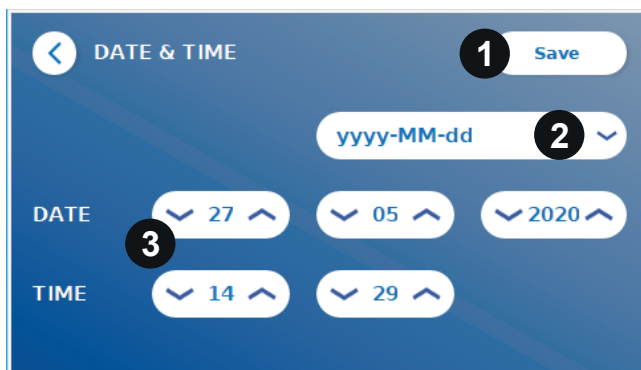 DATE & TIME 1 Save
yyyy-MM-dd 2
DATE 27 05 2020
3
TIME 14 29